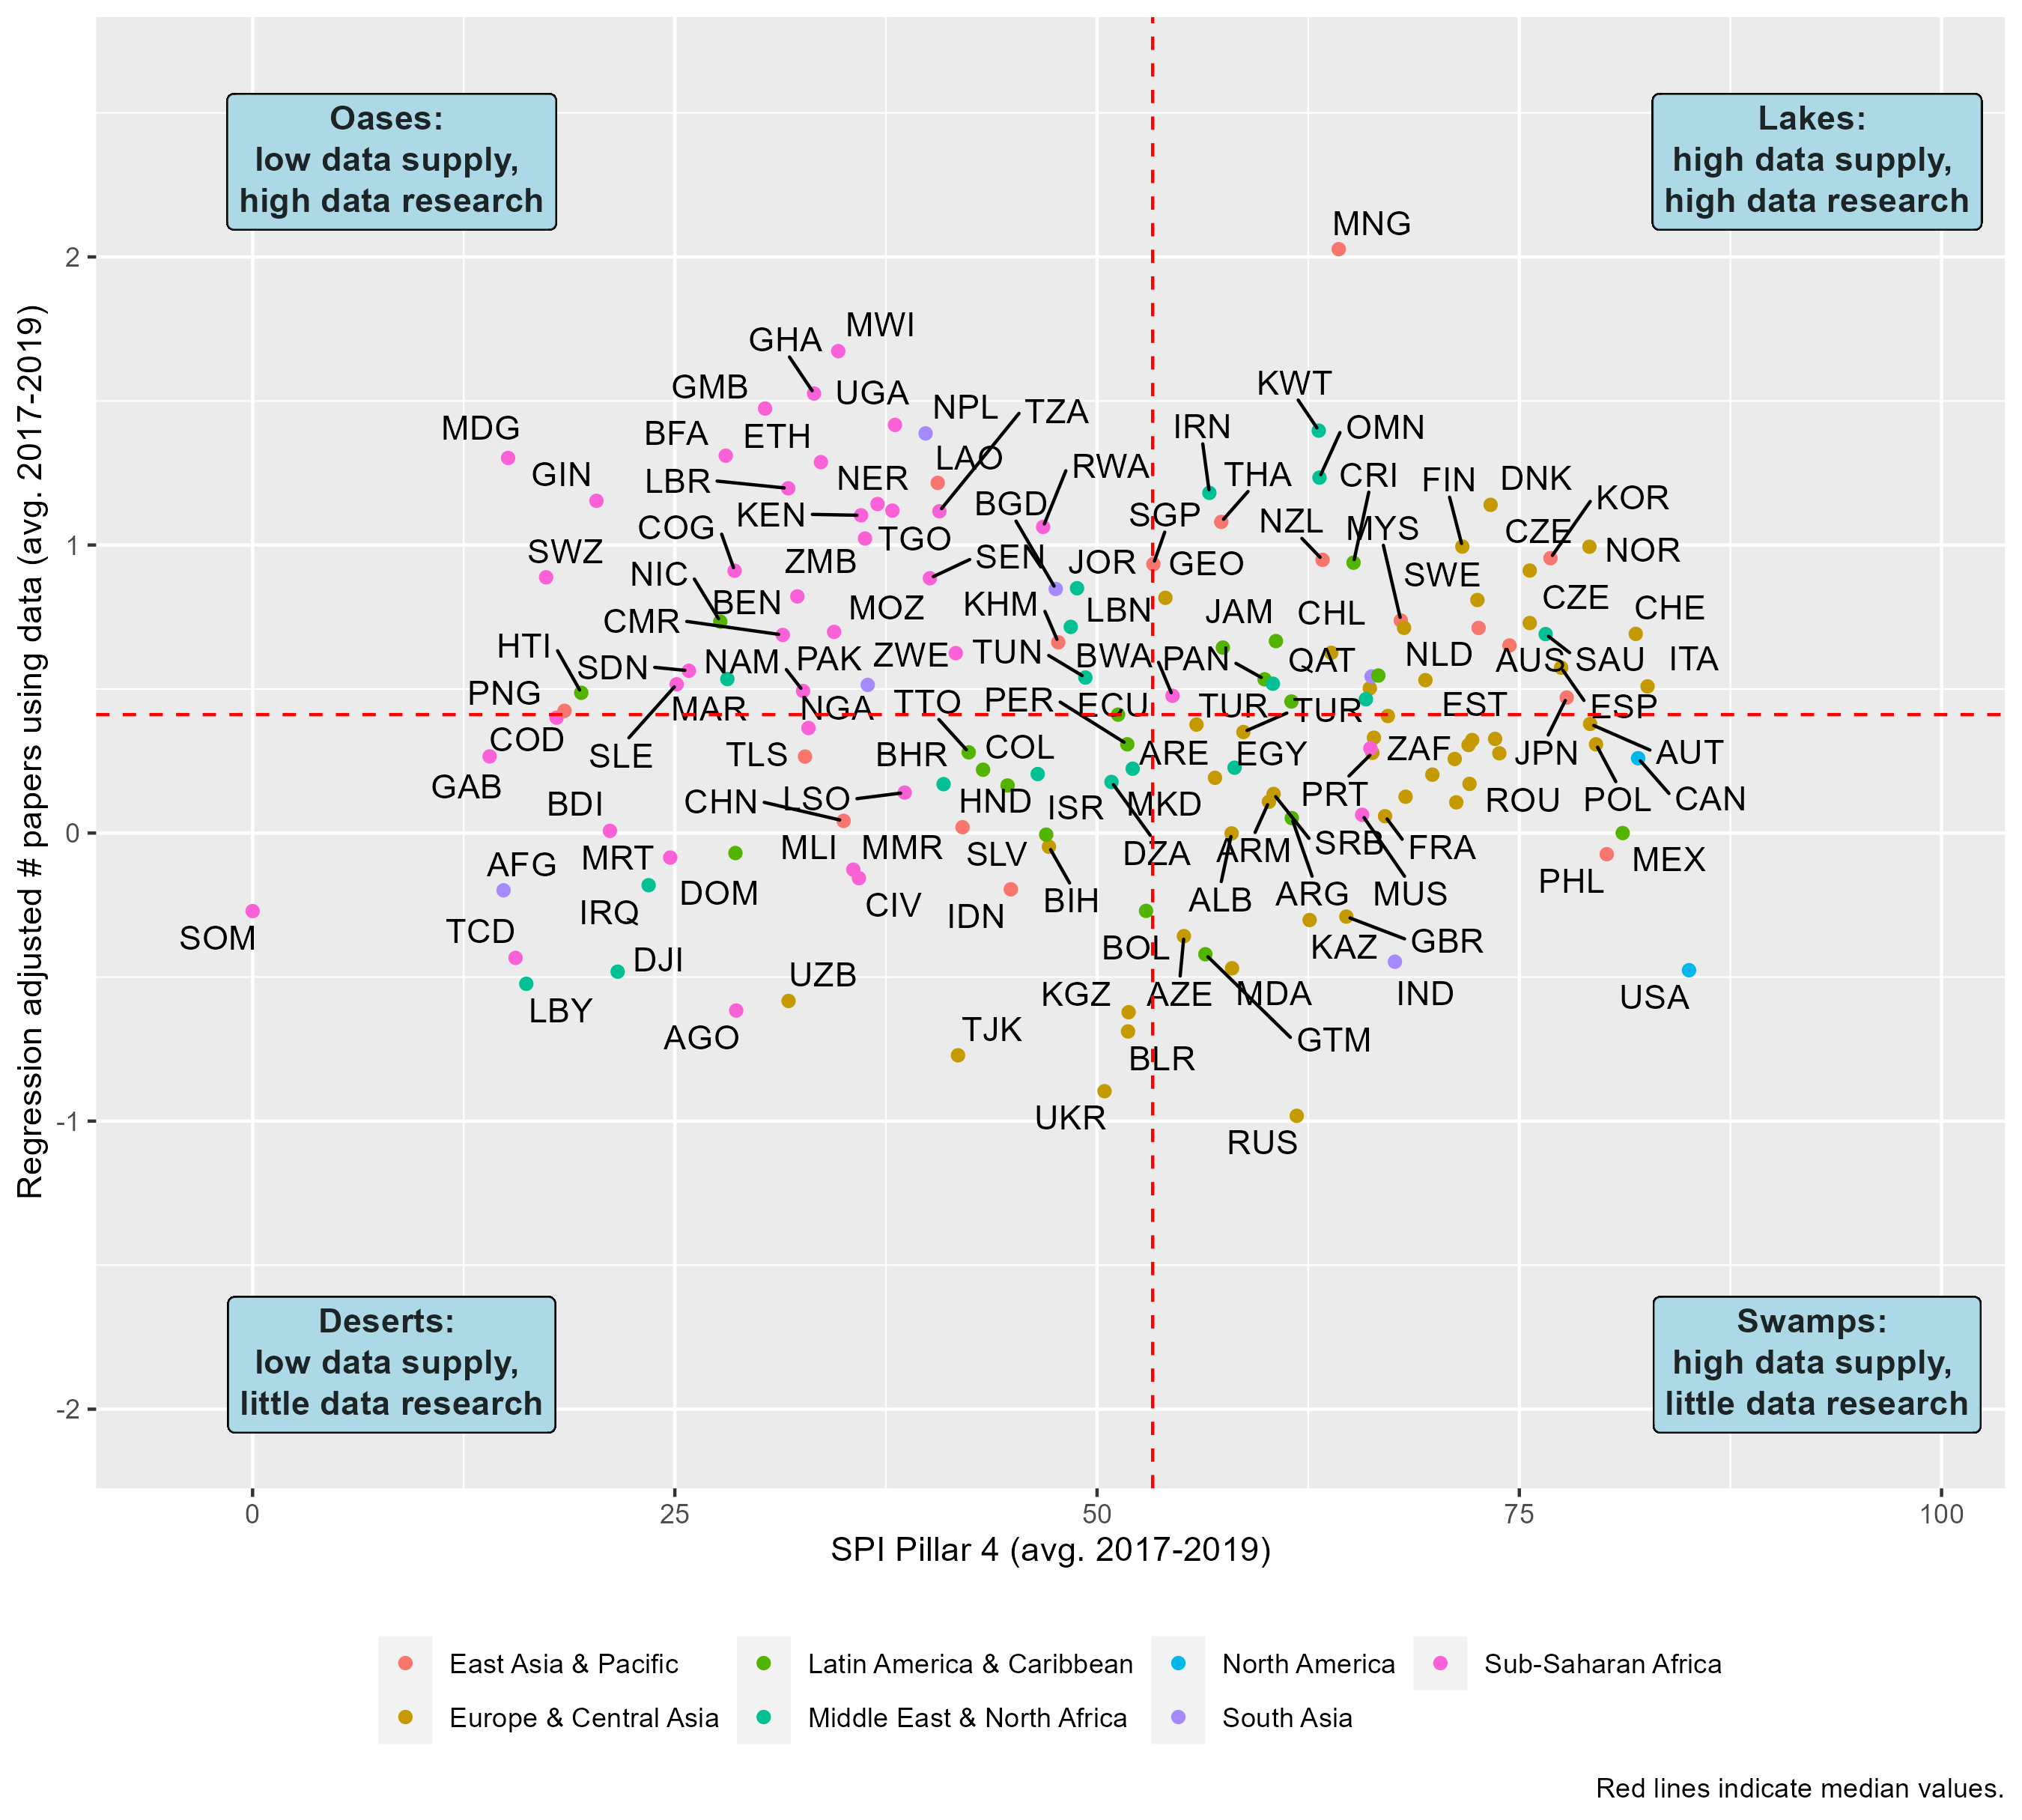 Oases:
low data supply,
high data research
Lakes:
high data supply,
high data research
MNG
2
MWI
GHA
KWT
GMB
UGA
NPL
TZA
IRN
OMN
MDG
BFA
ETH
LAO
RWA
THA
CRI
FIN
DNK
GIN
LBR
NER
BGD
SGP
NZL
MYS
CZE
KOR
KEN
COG
TGO
1
SWZ
ZMB
SEN
JOR
GEO
SWE
NOR
NIC
BEN
MOZ
KHM
LBN
JAM
CHL
CZE
CHE
CMR
HTI
SDN
NAM
PAK
ZWE
TUN
BWA
PAN
QAT
NLD
AUS
SAU
ITA
PNG
MAR
NGA
TTO
PER
ECU
TUR
TUR
EST
ESP
COD
SLE
TLS
BHR
COL
ARE
EGY
ZAF
JPN
AUT
GAB
BDI
CHN
LSO
HND
ISR
MKD
PRT
ROU
POL
CAN
0
AFG
MRT
MLI
MMR
SLV
DZA
ARM
SRB
FRA
MEX
PHL
DOM
IRQ
CIV
IDN
BIH
ALB
ARG
MUS
SOM
TCD
DJI
BOL
KAZ
GBR
LBY
UZB
KGZ
AZE
MDA
IND
USA
AGO
TJK
BLR
GTM
-1
UKR
RUS
Deserts:
low data supply,
little data research
Swamps:
high data supply,
little data research
-2
Regression adjusted # papers using data (avg. 2017-2019)
0
25
50
75
100
SPI Pillar 4 (avg. 2017-2019)
East Asia & Pacific
Latin America & Caribbean
North America
Sub-Saharan Africa
Europe & Central Asia
Middle East & North Africa
South Asia
Red lines indicate median values.